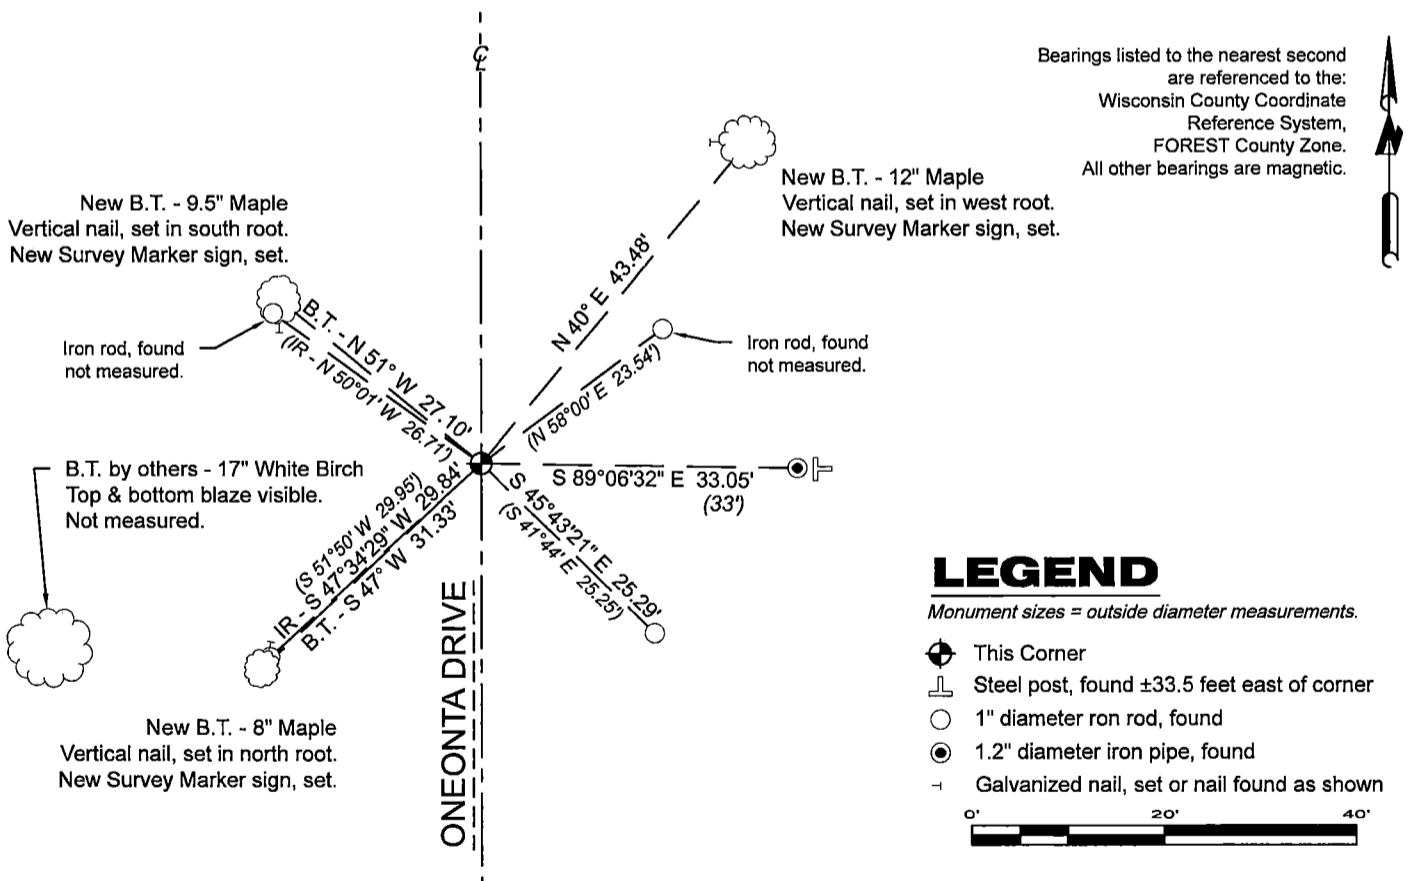 ℄
Bearings listed to the nearest second
are referenced to the:
Wisconsin County Coordinate
Reference System,
FOREST County Zone.
All other bearings are magnetic.
N
New B.T. - 12" Maple
Vertical nail, set in west root.
New Survey Marker sign, set.
New B.T. - 9.5" Maple
Vertical nail, set in south root.
New Survey Marker sign, set.
N 40° E 43.48'
B.T. - N 51° W 27.10'
(IR - N 50°01' W 26.71')
Iron rod, found
not measured.
(N 58°00' E 23.54')
Iron rod, found
not measured.
B.T. by others - 17" White Birch
Top & bottom blaze visible.
Not measured.
S 89°06'32" E 33.05'
(33')
(S 51°50' W 29.95')
IR - S 47°34'29" W 29.84'
B.T. - S 47° W 31.33'
S 45°43'21" E 25.29'
(S 41°44' E 25.25')
ONEONTA DRIVE
New B.T. - 8" Maple
Vertical nail, set in north root.
New Survey Marker sign, set.
LEGEND
Monument sizes = outside diameter measurements.
This Corner
Steel post, found ±33.5 feet east of corner
1" diameter ron rod, found
1.2" diameter iron pipe, found
Galvanized nail, set or nail found as shown
0' 20' 40'